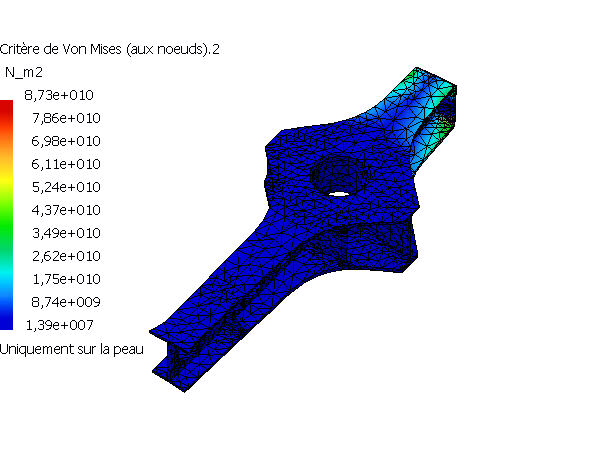 Critère de Von Mises (aux noeuds).2
N_m2
8,73e+010
7,86e+010
6,98e+010
6,11e+010
5,24e+010
4,37e+010
3,49e+010
2,62e+010
1,75e+010
8,74e+009
1,39e+007
Uniquement sur la peau